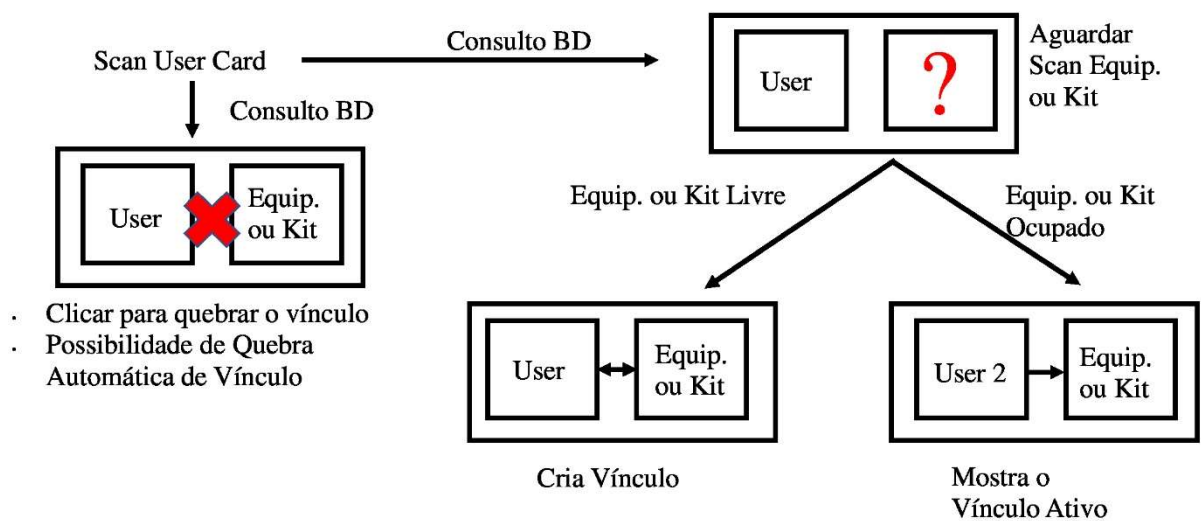 Scan User Card
Consulto BD
User
?
Aguardar
Scan Equip.
ou Kit
Consulto BD
User
Equip.
ou Kit
· Clicar para quebrar o vínculo
· Possibilidade de Quebra
Automática de Vínculo
Equip. ou Kit Livre
Equip. ou Kit
Ocupado
User
Equip.
ou Kit
Cria Vínculo
User 2
Equip.
ou Kit
Mostra o
Vínculo Ativo